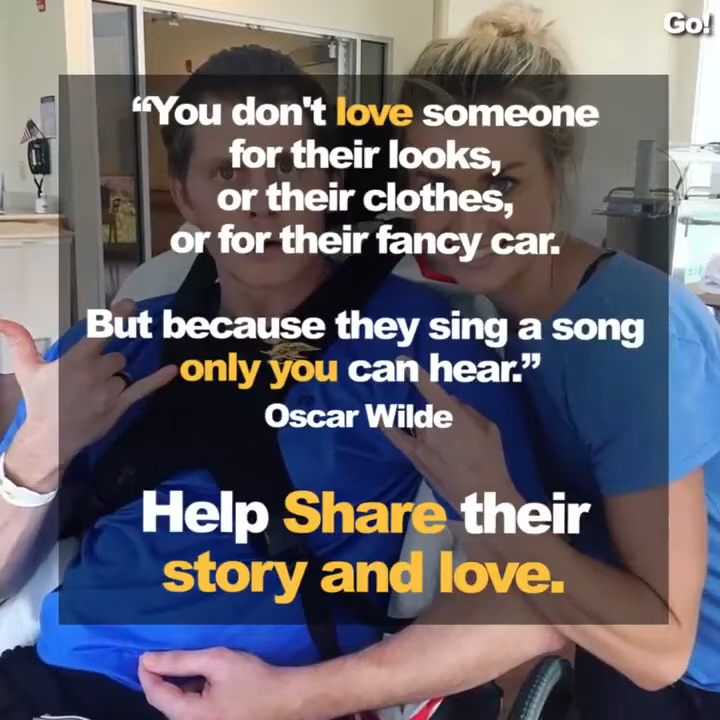 Go!
“You don't love someone
for their looks,
or their clothes,
or for their fancy car.
But because they sing a song
only you can hear.”
Oscar Wilde
Help Share their
story and love.